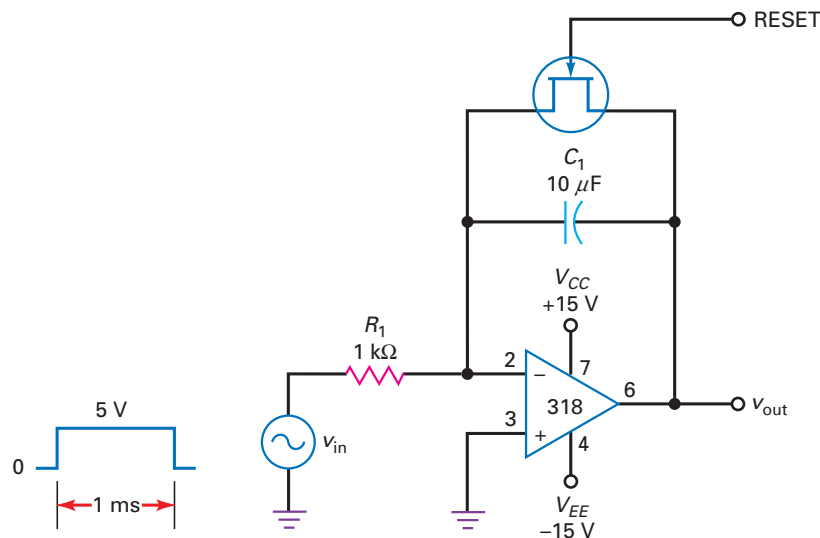 RESET
C1
10 μF
VCC
+15 V
R1
1 kΩ
2
−
7
6
318
3
+
4
vout
vin
VEE
−15 V
5 V
0
1 ms